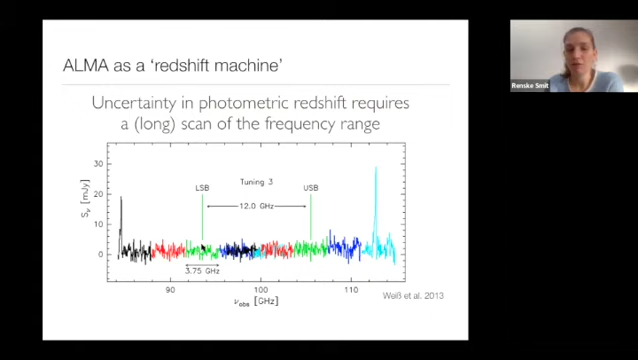 ALMA as a 'redshift machine'
Renske Smit
Uncertainty in photometric redshift requires
a (long) scan of the frequency range
30
20
10
0
Sν [mJy]
LSB
Tuning 3
USB
12.0 GHz
3.75 GHz
90
100
110
νobs [GHz]
Weiß et al. 2013